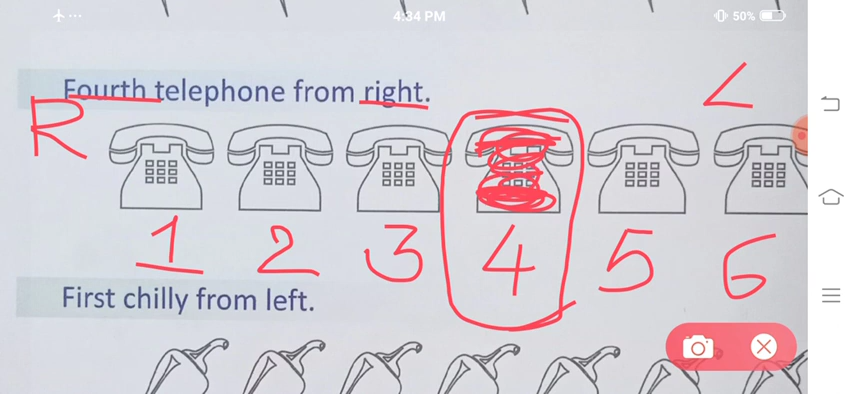 4:34 PM
50%
Fourth telephone from right.
R
L
1 2 3 4 5 6
First chilly from left.